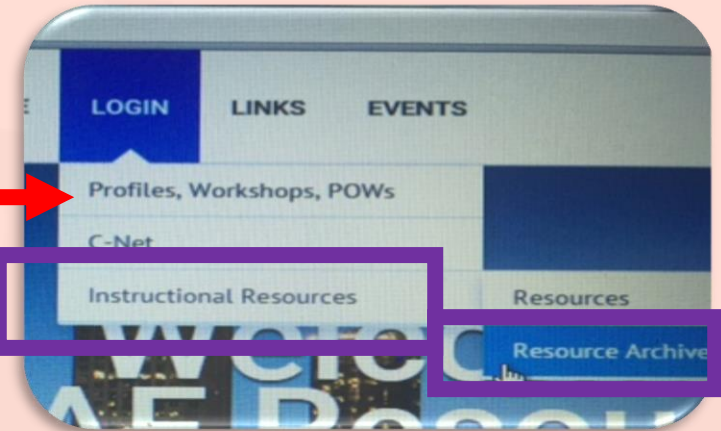 LOGIN LINKS EVENTS
Profiles, Workshops, POWs
C-Net
Instructional Resources Resources
Resource Archive